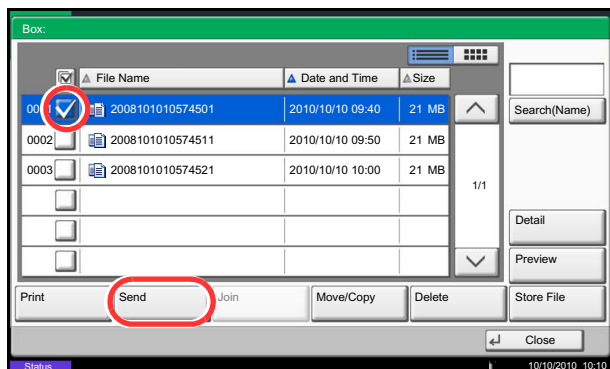 Box:
File Name Date and Time Size
0001 2008101010574501 2010/10/10 09:40 21 MB Search(Name)
0002 2008101010574511 2010/10/10 09:50 21 MB
0003 2008101010574521 2010/10/10 10:00 21 MB
1/1
Detail
Preview
Print Send Join Move/Copy Delete Store File
Close
Status 10/10/2010 10:10